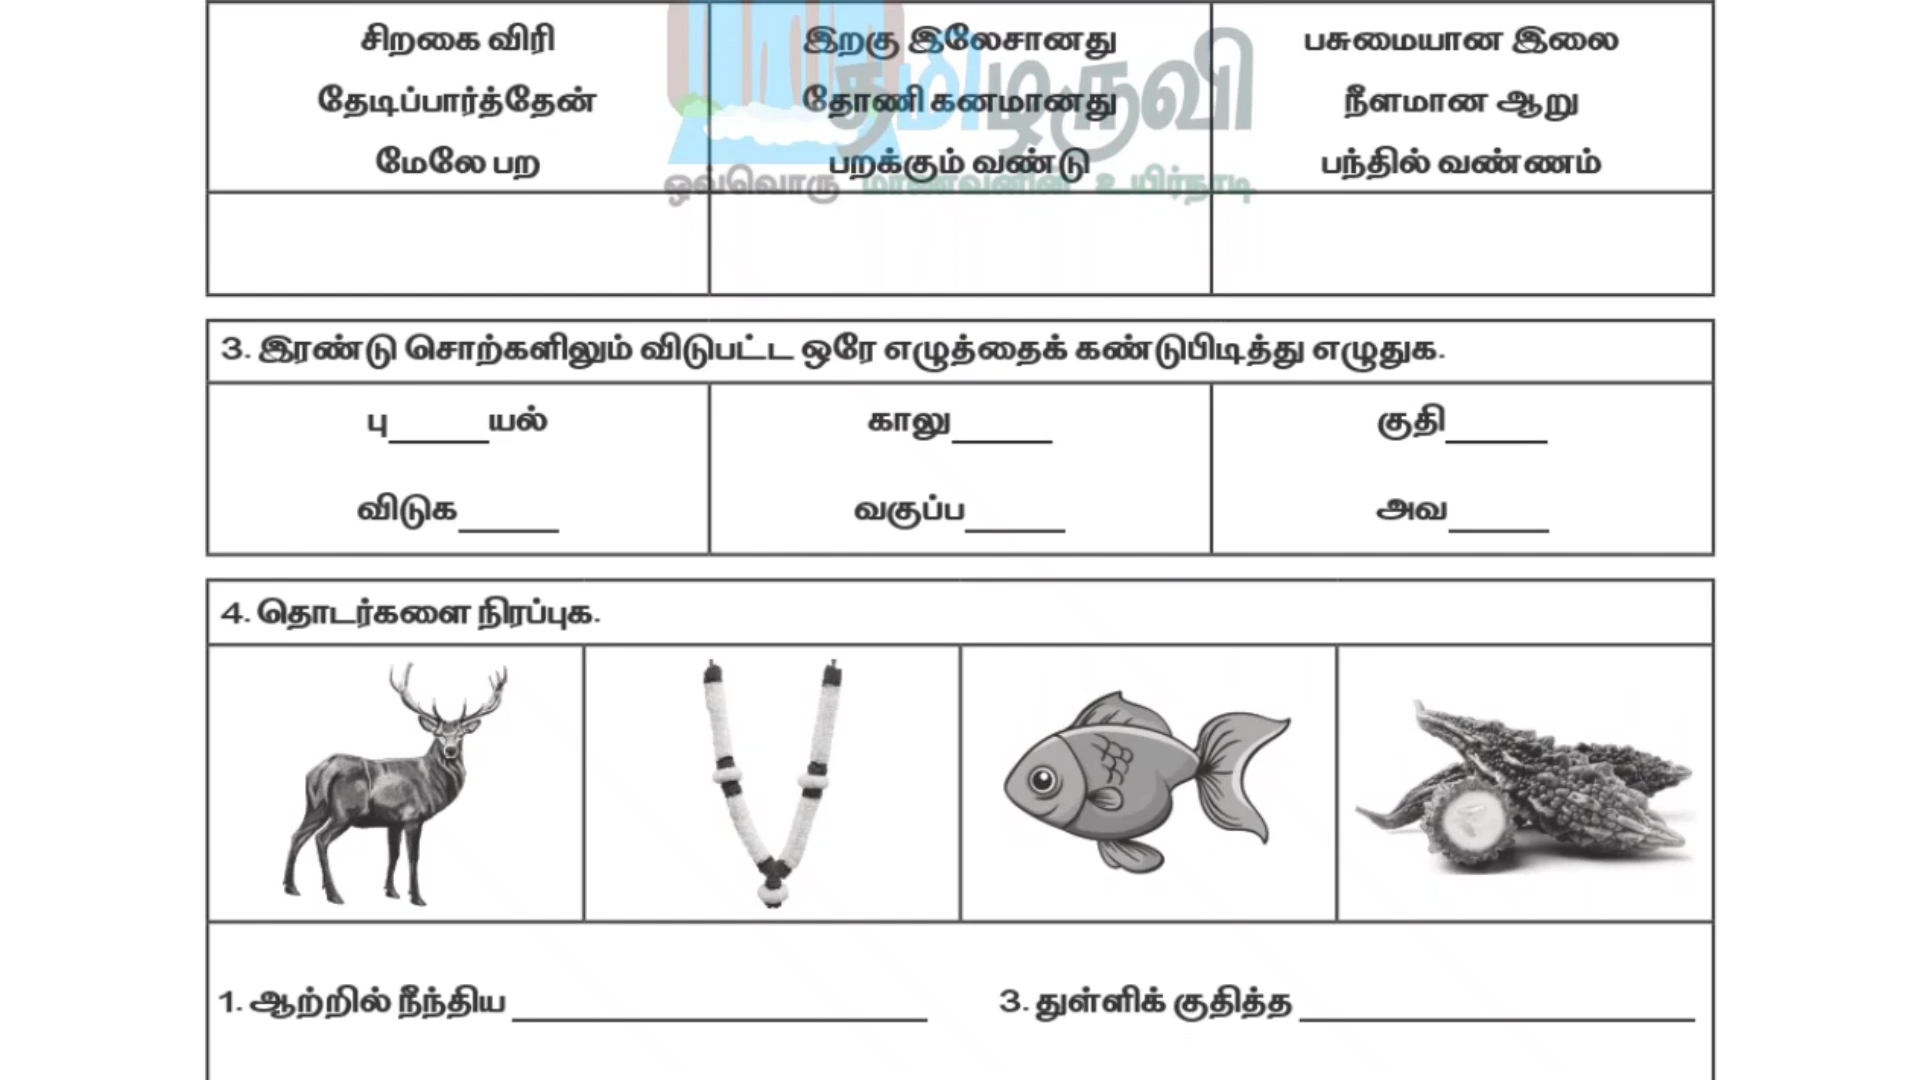 சிறகை விரி
தேடிப்பார்த்தேன்
மேலே பற
இறகு இலேசானது
தோணி கனமானது
பறக்கும் வண்டு
பசுமையான இலை
நீளமான ஆறு
பந்தில் வண்ணம்
தமிழருவி
ஒவ்வொரு மாணவனின் உயிர்நாடி
3. இரண்டு சொற்களிலும் விடுபட்ட ஒரே எழுத்தைக் கண்டுபிடித்து எழுதுக.
பு_____யல்
விடுக_____
காலு_____
வகுப்ப_____
குதி_____
அவ_____
4. தொடர்களை நிரப்புக.
1. ஆற்றில் நீந்திய ____________________
3. துள்ளிக் குதித்த ____________________